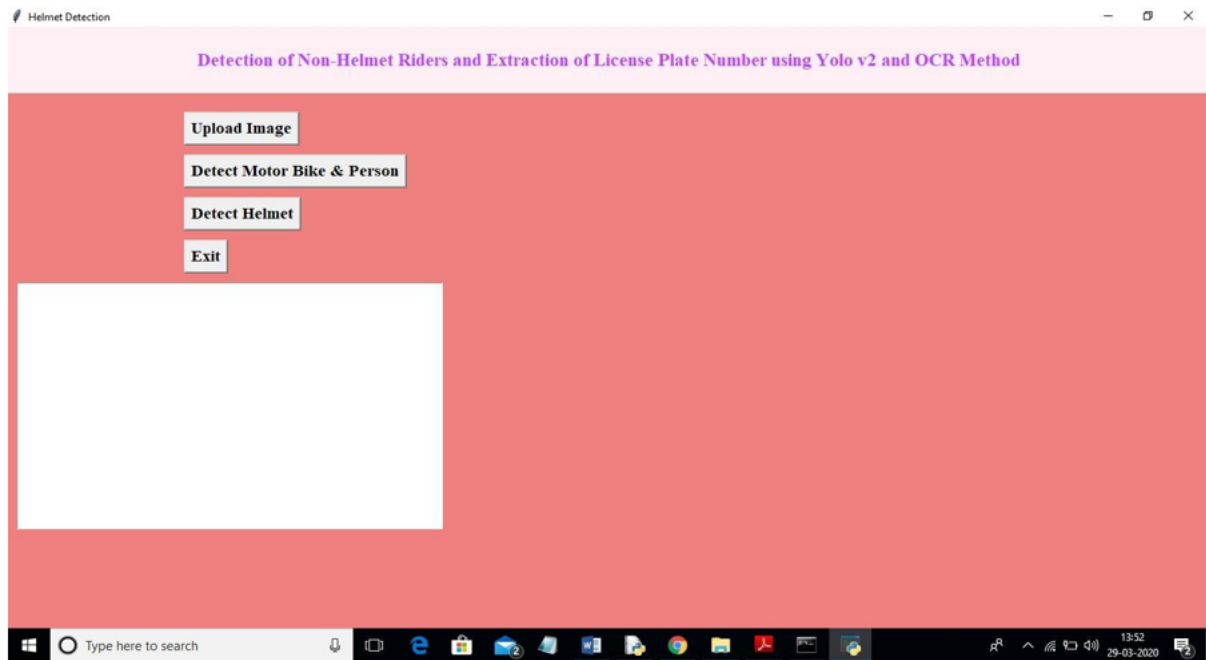 Helmet Detection
Detection of Non-Helmet Riders and Extraction of License Plate Number using Yolo v2 and OCR Method
Upload Image
Detect Motor Bike & Person
Detect Helmet
Exit
Type here to search
13:52
29-03-2020